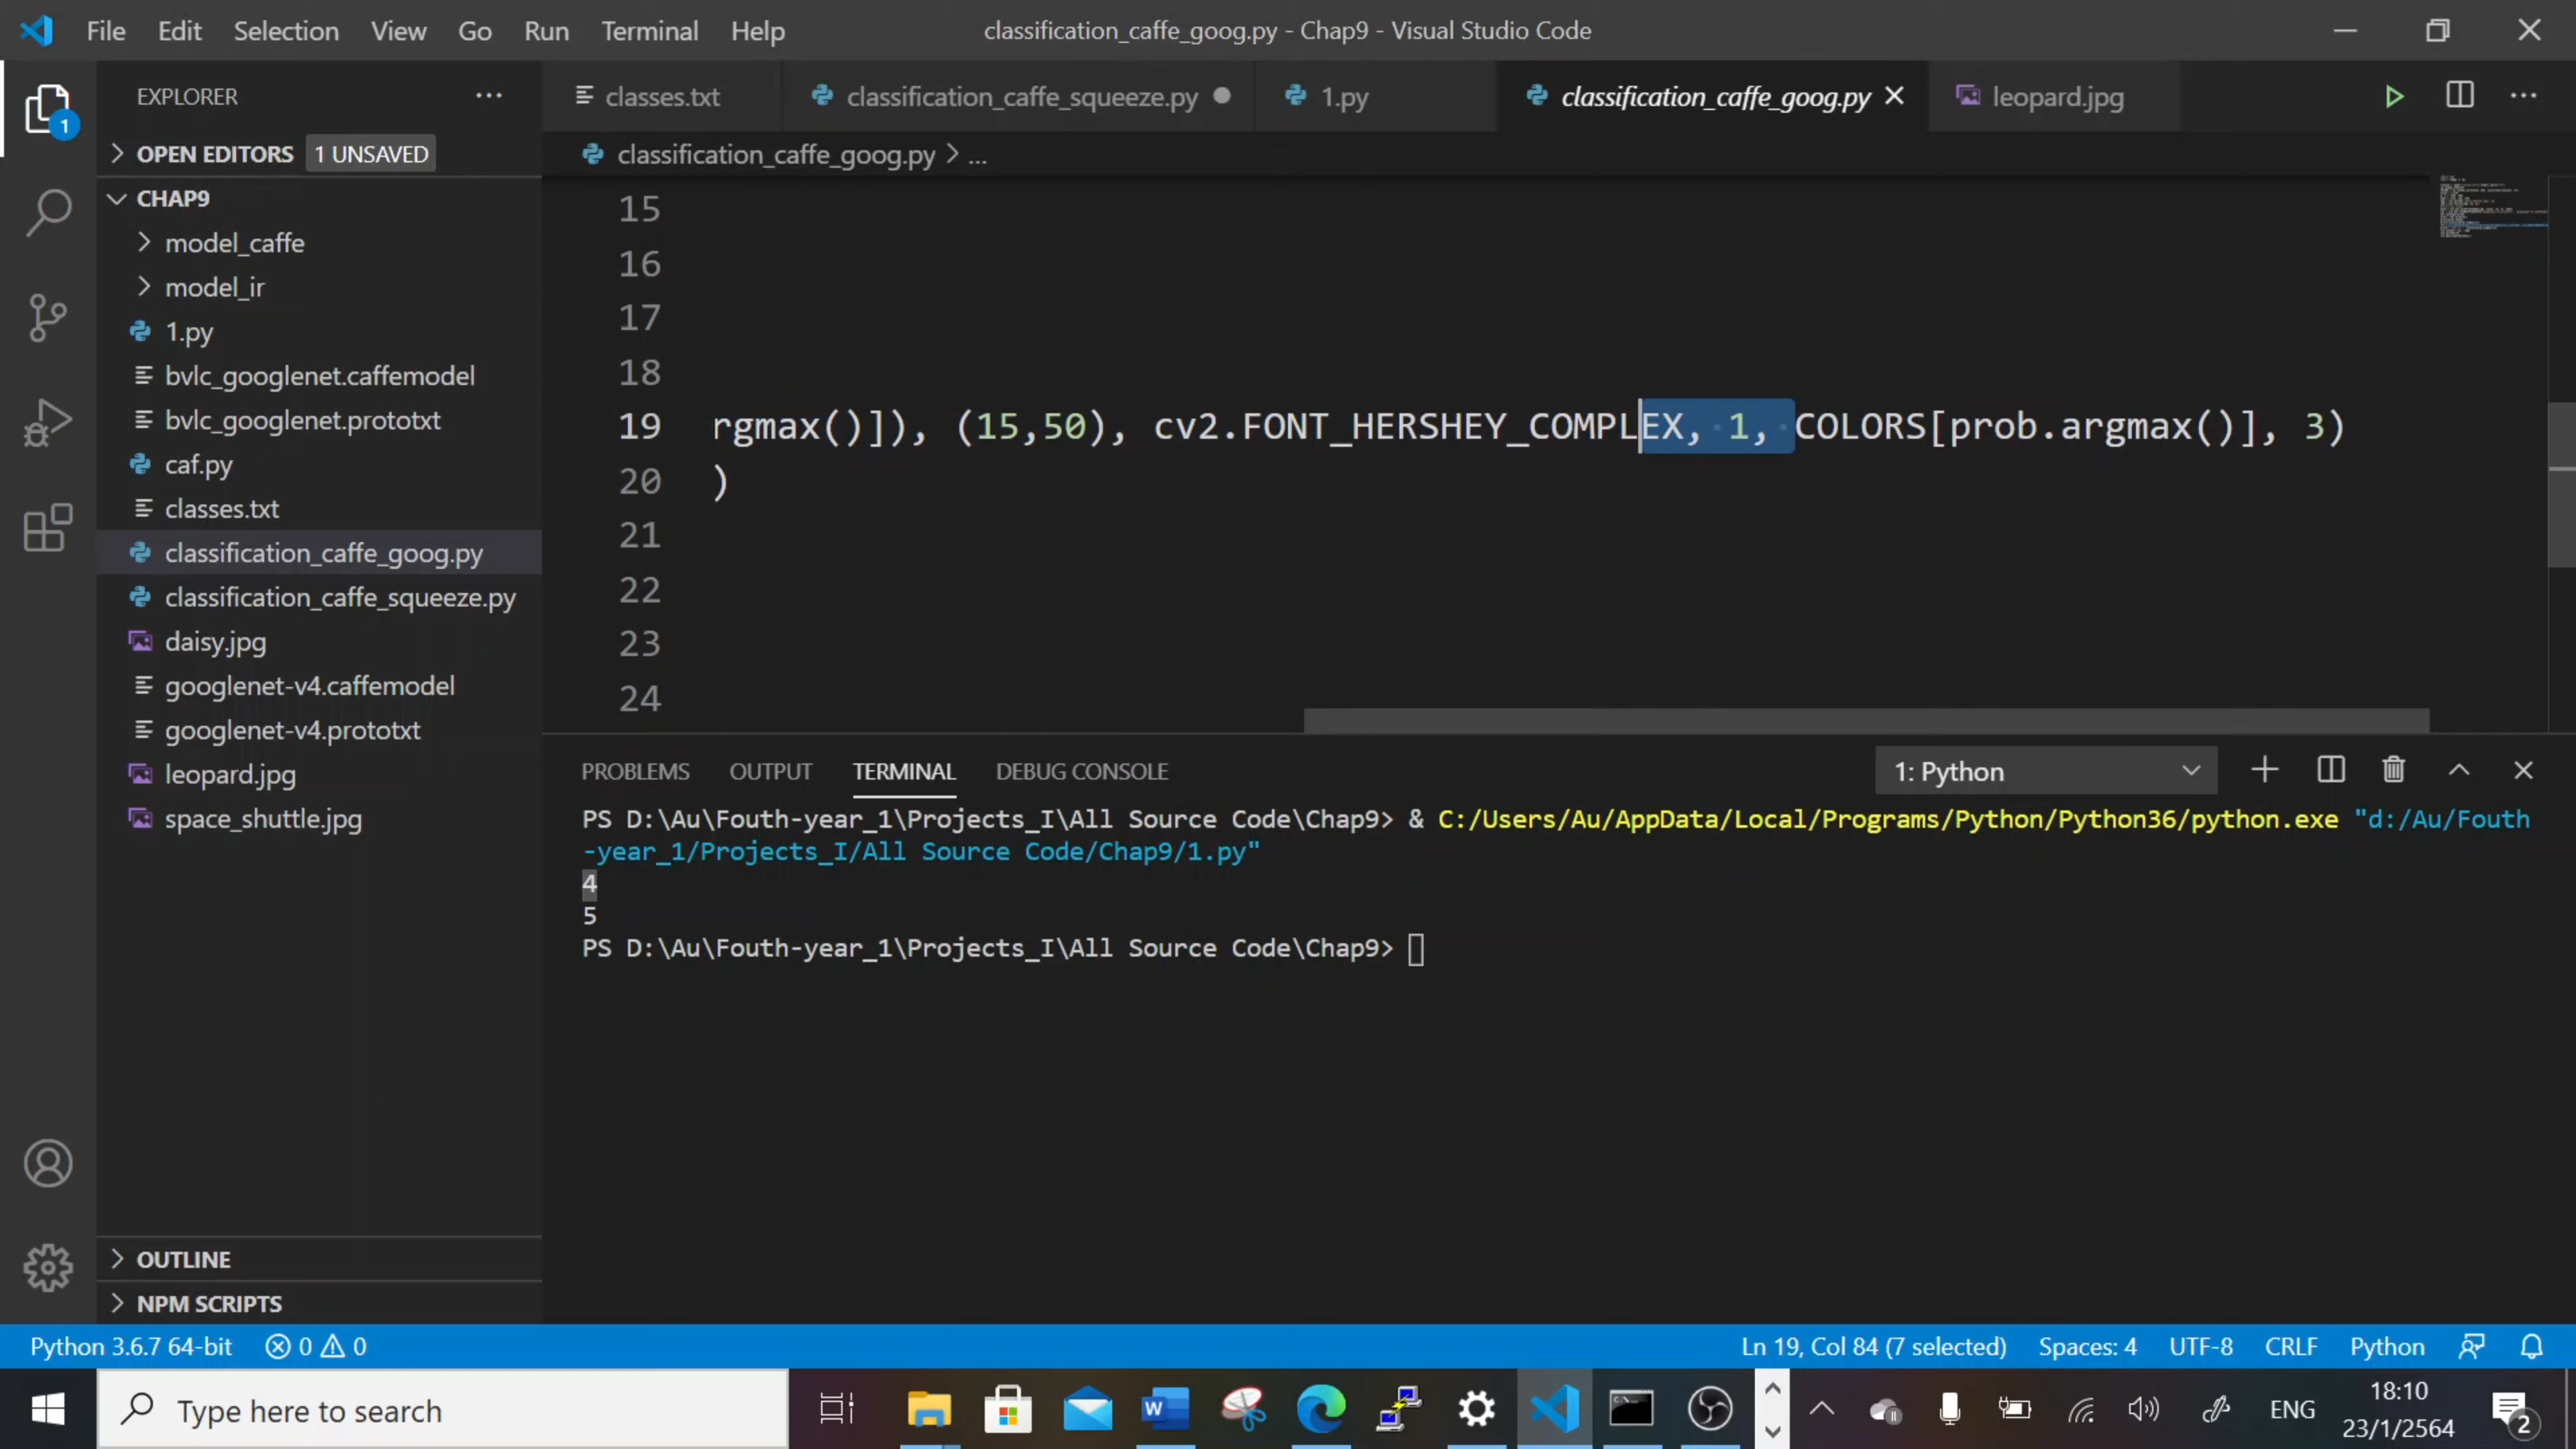 File Edit Selection View Go Run Terminal Help
classification_caffe_goog.py - Chap9 - Visual Studio Code
EXPLORER
OPEN EDITORS 1 UNSAVED
CHAP9
model_caffe
model_ir
1.py
bvlc_googlenet.caffemodel
bvlc_googlenet.prototxt
caf.py
classes.txt
classification_caffe_goog.py
classification_caffe_squeeze.py
daisy.jpg
googlenet-v4.caffemodel
googlenet-v4.prototxt
leopard.jpg
space_shuttle.jpg
OUTLINE
NPM SCRIPTS
1
classes.txt classification_caffe_squeeze.py 1.py classification_caffe_goog.py leopard.jpg
classification_caffe_goog.py > ...
15
16
17
18
19 rgmax()]), (15,50), cv2.FONT_HERSHEY_COMPLEX, 1, COLORS[prob.argmax()], 3)
20 )
21
22
23
24
PROBLEMS OUTPUT TERMINAL DEBUG CONSOLE 1: Python
PS D:\Au\Fouth-year_1\Projects_I\All Source Code\Chap9> & C:/Users/Au/AppData/Local/Programs/Python/Python36/python.exe "d:/Au/Fouth
-year_1/Projects_I/All Source Code/Chap9/1.py"
4
5
PS D:\Au\Fouth-year_1\Projects_I\All Source Code\Chap9>
Python 3.6.7 64-bit 0 0 Ln 19, Col 84 (7 selected) Spaces: 4 UTF-8 CRLF Python
Type here to search
ENG
18:10
23/1/2564
2